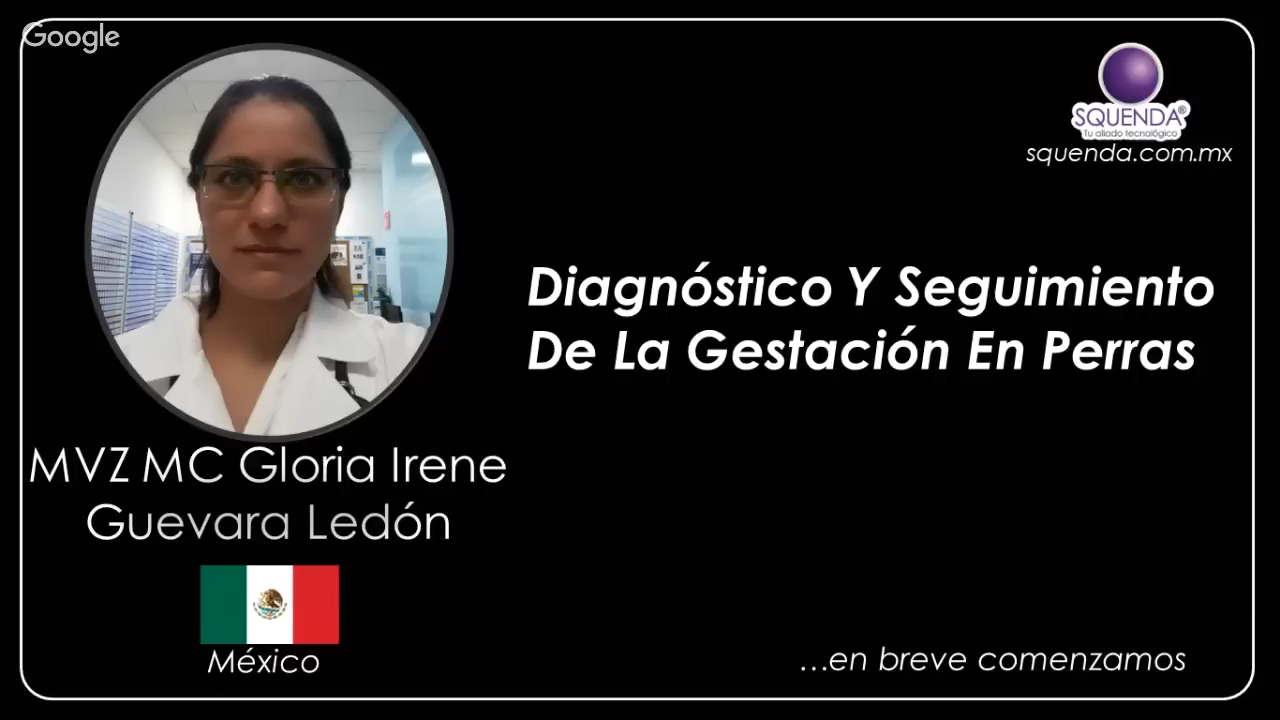 Google
SQUENDA®
Tu aliado tecnológico
squenda.com.mx
Diagnóstico Y Seguimiento
De La Gestación En Perras
MVZ MC Gloria Irene
Guevara Ledón
México
...en breve comenzamos